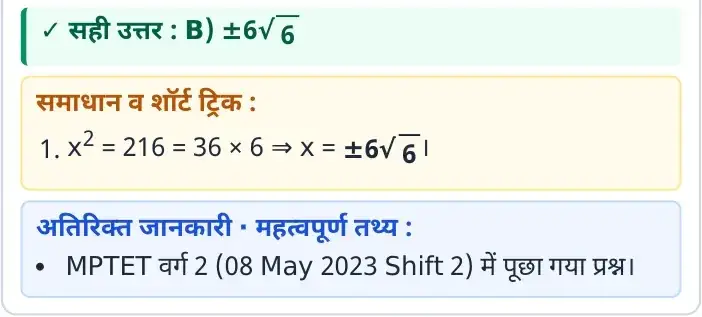 ✓ सही उत्तर : B) ±6√6
समाधान व शॉर्ट ट्रिक :
1. x² = 216 = 36 × 6 ⇒ x = ±6√6।
अतिरिक्त जानकारी · महत्वपूर्ण तथ्य :
• MPTET वर्ग 2 (08 May 2023 Shift 2) में पूछा गया प्रश्न।